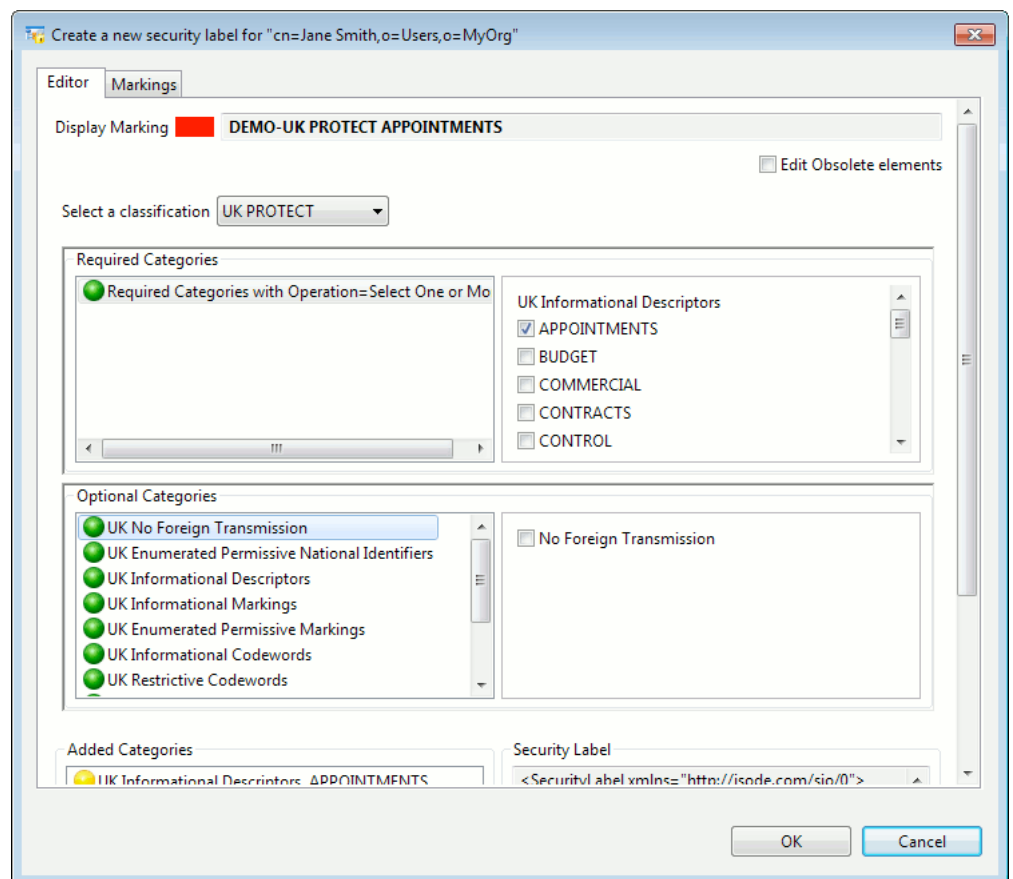 Create a new security label for "cn=Jane Smith,o=Users,o=MyOrg"
Editor
Markings
Display Marking
DEMO-UK PROTECT APPOINTMENTS
Edit Obsolete elements
Select a classification
UK PROTECT
Required Categories
Required Categories with Operation=Select One or Mo
UK Informational Descriptors
APPOINTMENTS
BUDGET
COMMERCIAL
CONTRACTS
CONTROL
Optional Categories
UK No Foreign Transmission
UK Enumerated Permissive National Identifiers
UK Informational Descriptors
UK Informational Markings
UK Enumerated Permissive Markings
UK Informational Codewords
UK Restrictive Codewords
No Foreign Transmission
Added Categories
UK Informational Descriptors APPOINTMENTS
Security Label
<SecurityLabel xmlns="http://isode.com/sio/0">
OK
Cancel